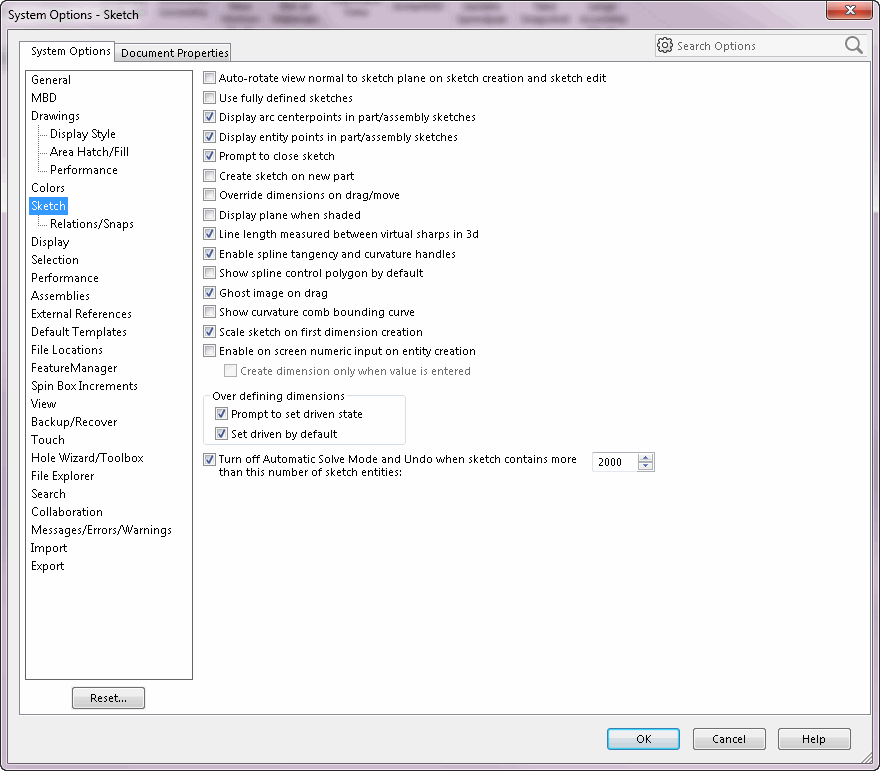 System Options - Sketch
System Options
Document Properties
Search Options
General
MBD
Drawings
Display Style
Area Hatch/Fill
Performance
Colors
Sketch
Relations/Snaps
Display
Selection
Performance
Assemblies
External References
Default Templates
File Locations
FeatureManager
Spin Box Increments
View
Backup/Recover
Touch
Hole Wizard/Toolbox
File Explorer
Search
Collaboration
Messages/Errors/Warnings
Import
Export
Reset...
Auto-rotate view normal to sketch plane on sketch creation and sketch edit
Use fully defined sketches
Display arc centerpoints in part/assembly sketches
Display entity points in part/assembly sketches
Prompt to close sketch
Create sketch on new part
Override dimensions on drag/move
Display plane when shaded
Line length measured between virtual sharps in 3d
Enable spline tangency and curvature handles
Show spline control polygon by default
Ghost image on drag
Show curvature comb bounding curve
Scale sketch on first dimension creation
Enable on screen numeric input on entity creation
Create dimension only when value is entered
Over defining dimensions
Prompt to set driven state
Set driven by default
Turn off Automatic Solve Mode and Undo when sketch contains more
than this number of sketch entities:
2000
OK
Cancel
Help